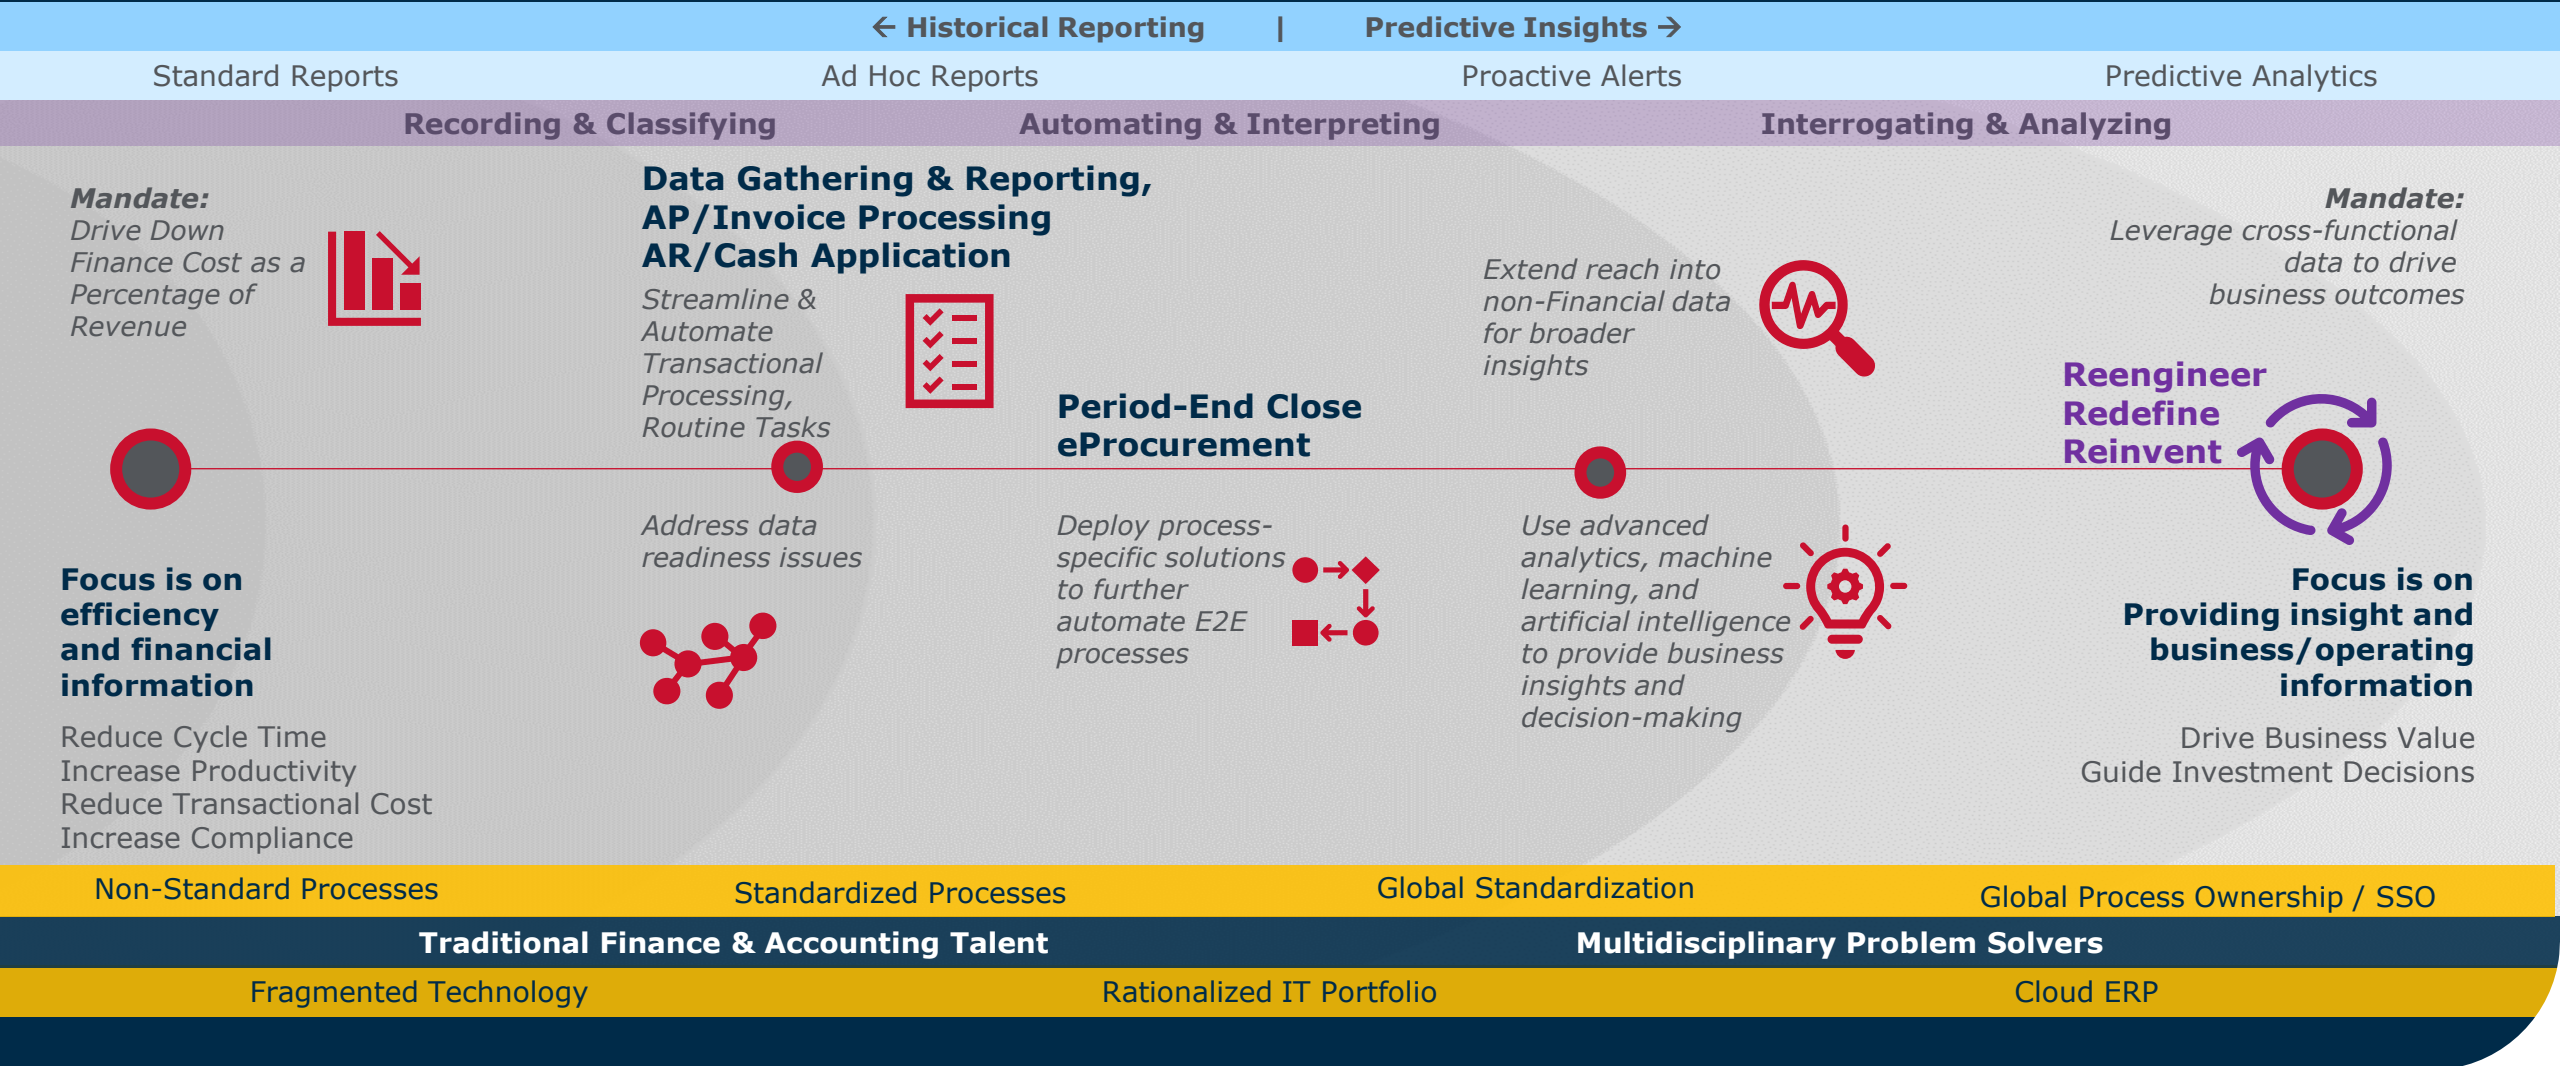 ← Historical Reporting | Predictive Insights →
Standard Reports Ad Hoc Reports Proactive Alerts Predictive Analytics
Recording & Classifying Automating & Interpreting Interrogating & Analyzing
Mandate:
Drive Down
Finance Cost as a
Percentage of
Revenue
Data Gathering & Reporting,
AP/Invoice Processing
AR/Cash Application
Streamline &
Automate
Transactional
Processing,
Routine Tasks
Period-End Close
eProcurement
Extend reach into
non-Financial data
for broader
insights
Mandate:
Leverage cross-functional
data to drive
business outcomes
Reengineer
Redefine
Reinvent
Focus is on
efficiency
and financial
information
Reduce Cycle Time
Increase Productivity
Reduce Transactional Cost
Increase Compliance
Address data
readiness issues
Deploy process-
specific solutions
to further
automate E2E
processes
Use advanced
analytics, machine
learning, and
artificial intelligence
to provide business
insights and
decision-making
Focus is on
Providing insight and
business/operating
information
Drive Business Value
Guide Investment Decisions
Non-Standard Processes Standardized Processes Global Standardization Global Process Ownership / SSO
Traditional Finance & Accounting Talent Multidisciplinary Problem Solvers
Fragmented Technology Rationalized IT Portfolio Cloud ERP